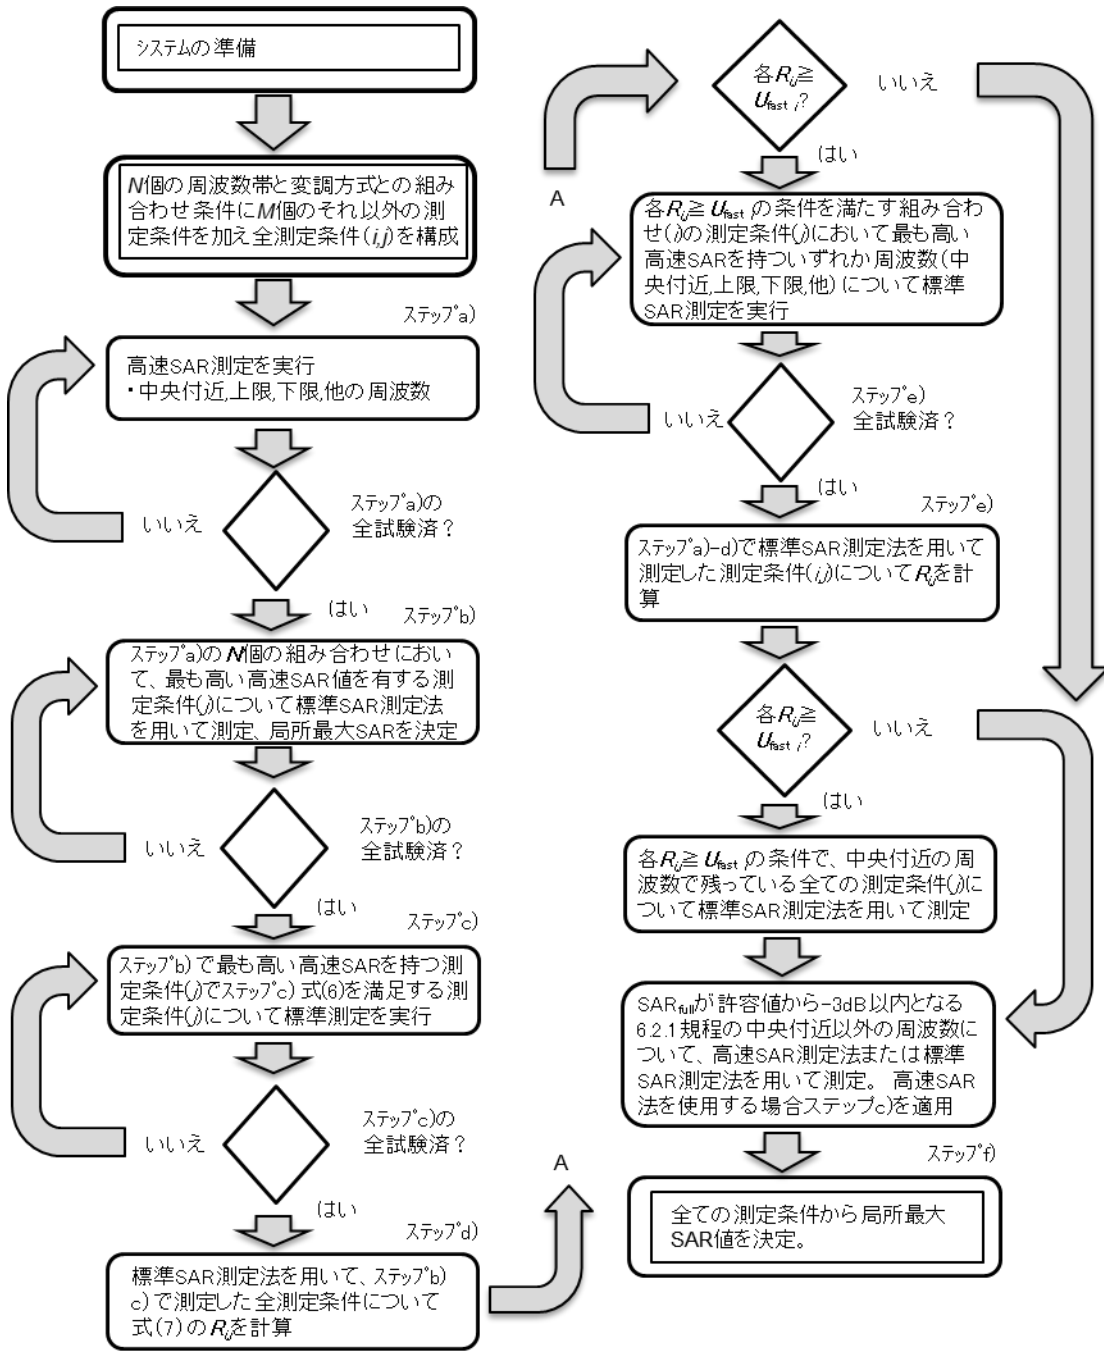 システムの準備
N個の周波数帯と変調方式との組み
合わせ条件にM個のそれ以外の測
定条件を加え全測定条件(i,j)を構成
ステップa)
高速SAR測定を実行
・中央付近,上限,下限,他の周波数
ステップa)の
全試験済？
いいえ
はい
ステップb)
ステップa)のN個の組み合わせにおい
て、最も高い高速SAR値を有する測
定条件(j)について標準SAR測定法
を用いて測定、局所最大SARを決定
ステップb)の
全試験済？
いいえ
はい
ステップc)
ステップb)で最も高い高速SARを持つ測
定条件(j)でステップc) 式(6)を満足する測
定条件(j)について標準測定を実行
ステップc)の
全試験済？
いいえ
はい
ステップd)
標準SAR測定法を用いて、ステップb)
c)で測定した全測定条件について
式(7)のRijを計算
A
A
各Rij≧
Ufast i?
いいえ
はい
各Rij≧Ufast の条件を満たす組み合わ
せ(i)の測定条件(j)において最も高い
高速SARを持ついずれか周波数(中
央付近,上限,下限,他)について標準
SAR測定を実行
ステップe)
全試験済？
いいえ
はい
ステップe)
ステップa)-d)で標準SAR測定法を用いて
測定した測定条件(i,j)についてRijを計
算
各Rij≧
Ufast i?
いいえ
はい
各Rij≧Ufast の条件で、中央付近の周
波数で残っている全ての測定条件(j)に
ついて標準SAR測定法を用いて測定
SARfullが許容値から-3dB以内となる
6.2.1規程の中央付近以外の周波数に
ついて、高速SAR測定法または標準
SAR測定法を用いて測定。高速SAR
法を使用する場合ステップc)を適用
ステップf)
全ての測定条件から局所最大
SAR値を決定。